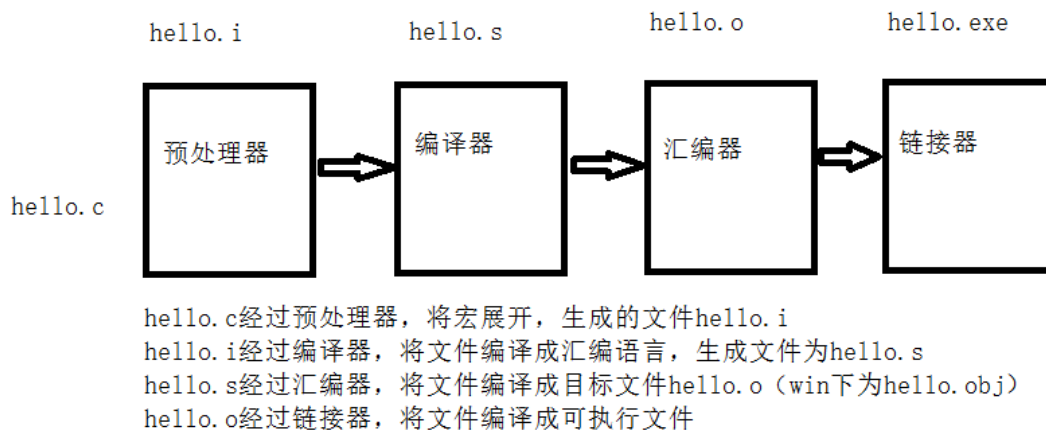 hello.i
hello.s
hello.o
hello.exe
预处理器
编译器
汇编器
链接器
hello.c
hello.c经过预处理器，将宏展开，生成的文件hello.i
hello.i经过编译器，将文件编译成汇编语言，生成文件为hello.s
hello.s经过汇编器，将文件编译成目标文件hello.o（win下为hello.obj）
hello.o经过链接器，将文件编译成可执行文件